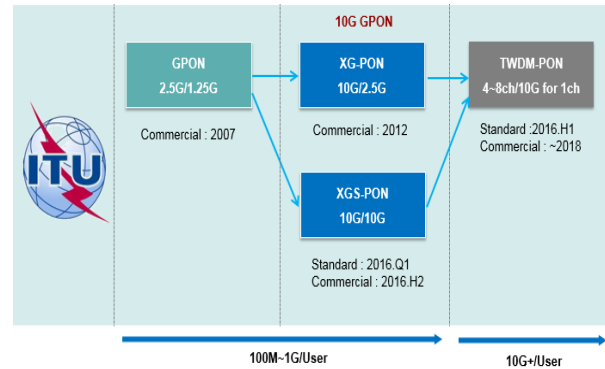 10G GPON
GPON
2.5G/1.25G
XG-PON
10G/2.5G
TWDM-PON
4~8ch/10G for 1ch
Commercial : 2007
Commercial : 2012
Standard :2016.H1
Commercial : ~2018
ITU
XGS-PON
10G/10G
Standard : 2016.Q1
Commercial : 2016.H2
100M~1G/User
10G+/User